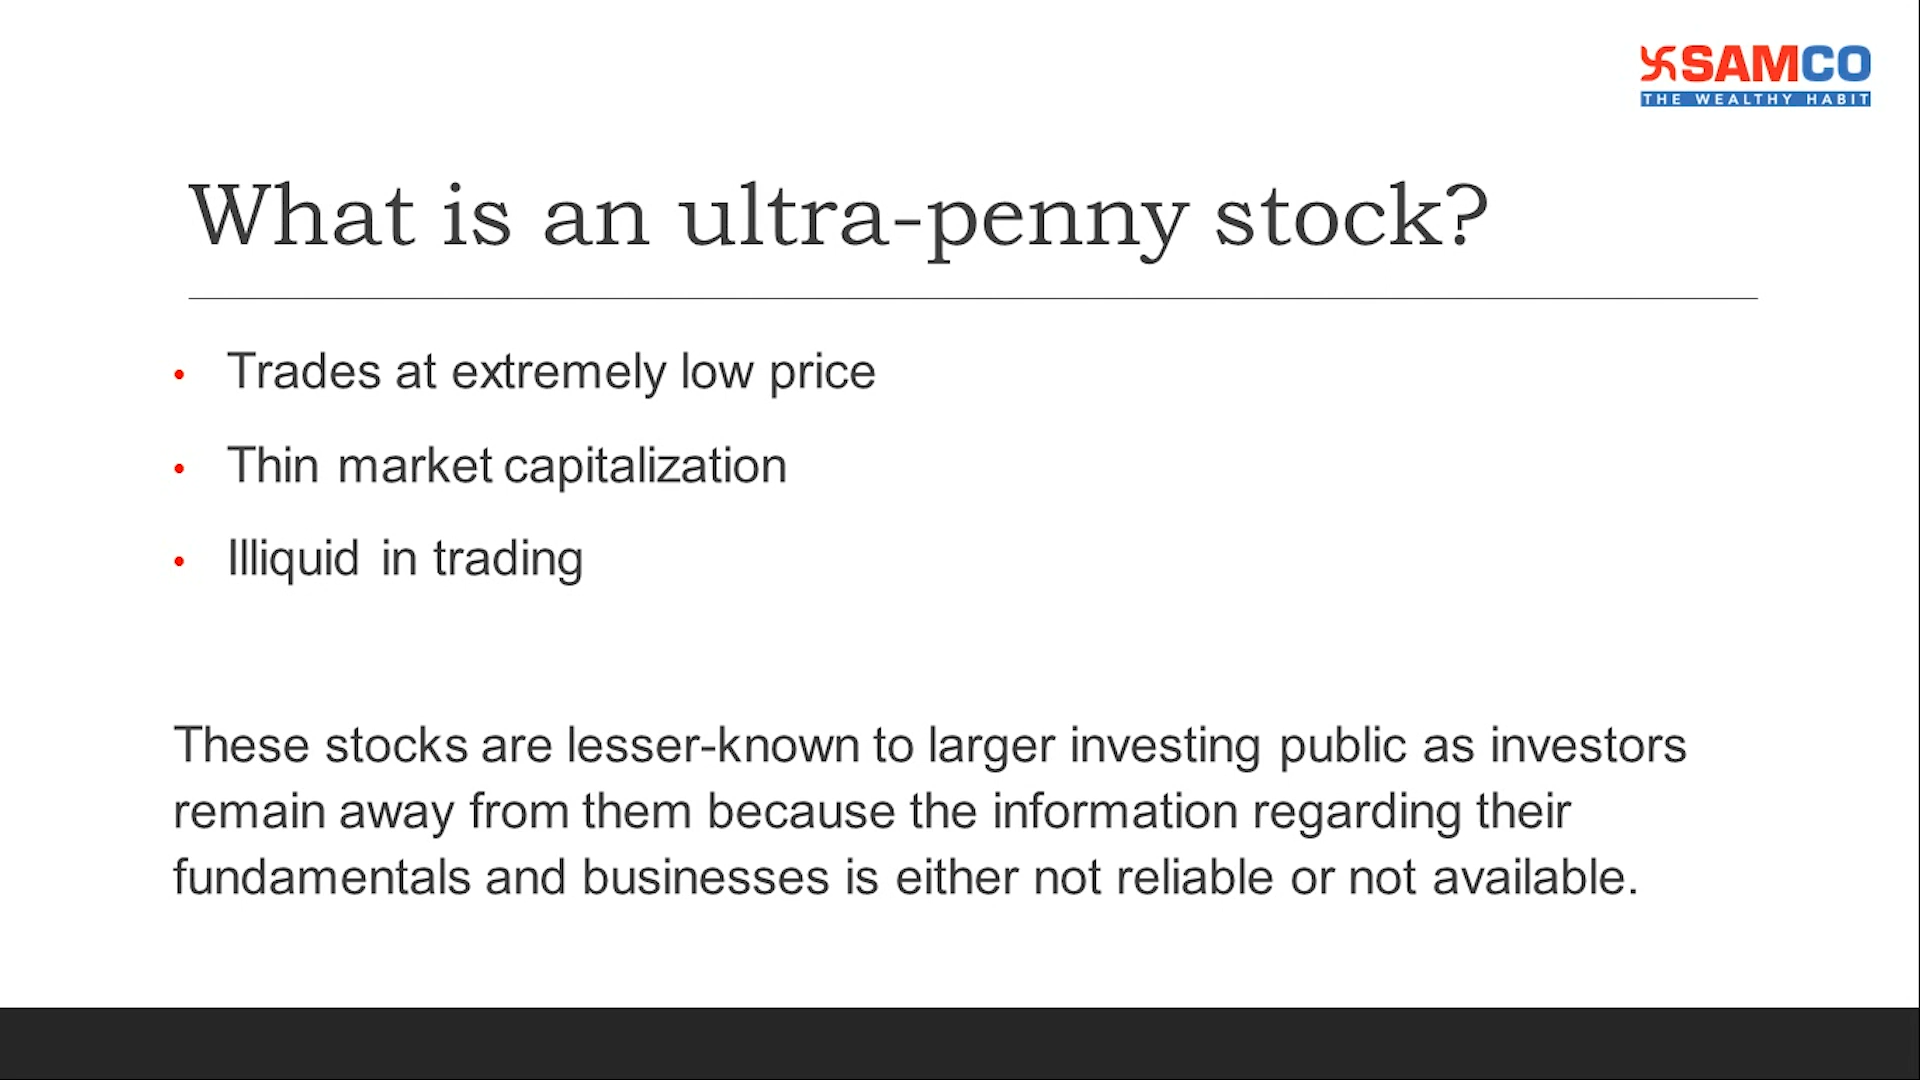 SAMCO
THE WEALTHY HABIT
What is an ultra-penny stock?
• Trades at extremely low price
• Thin market capitalization
• Illiquid in trading
These stocks are lesser-known to larger investing public as investors
remain away from them because the information regarding their
fundamentals and businesses is either not reliable or not available.